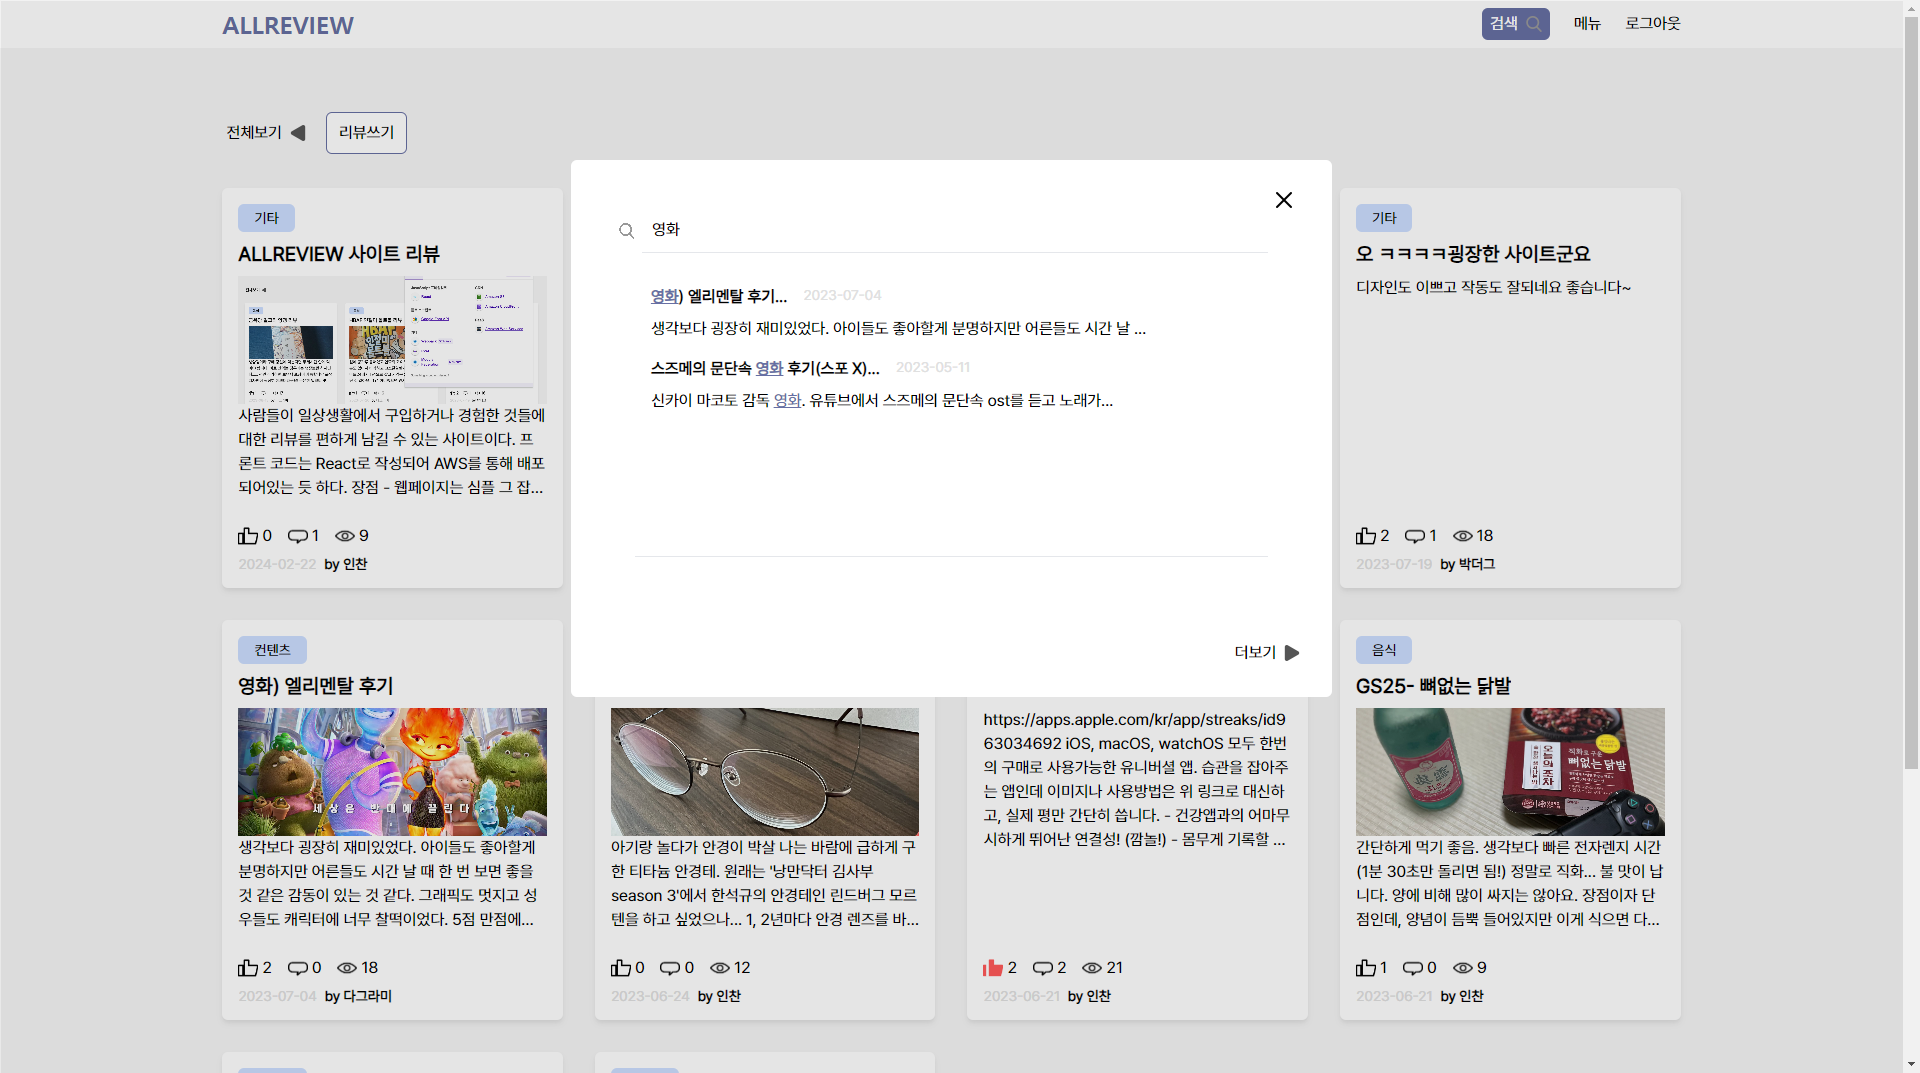 ALLREVIEW
검색
메뉴
로그아웃
전체보기
리뷰쓰기
기타
ALLREVIEW 사이트 리뷰
사람들이 일상생활에서 구입하거나 경험한 것들에
대한 리뷰를 편하게 남길 수 있는 사이트이다. 프
론트 코드는 React로 작성되어 AWS를 통해 배포
되어있는 듯 하다. 장점 - 웹페이지는 심플 그 잡...
0 1 9
2024-02-22 by 인찬
영화
영화) 엘리멘탈 후기... 2023-07-04
생각보다 굉장히 재미있었다. 아이들도 좋아할게 분명하지만 어른들도 시간 날 ...
스즈메의 문단속 영화 후기(스포 X)... 2023-05-11
신카이 마코토 감독 영화. 유튜브에서 스즈메의 문단속 ost를 듣고 노래가...
더보기
기타
오 ㅋㅋㅋㅋ굉장한 사이트군요
디자인도 이쁘고 작동도 잘되네요 좋습니다~
2 1 18
2023-07-19 by 박더그
컨텐츠
영화) 엘리멘탈 후기
세상은 반대에 끌린다
생각보다 굉장히 재미있었다. 아이들도 좋아할게
분명하지만 어른들도 시간 날 때 한 번 보면 좋을
것 같은 감동이 있는 것 같다. 그래픽도 멋지고 성
우들도 캐릭터에 너무 찰떡이었다. 5점 만점에...
2 0 18
2023-07-04 by 다그라미
아기랑 놀다가 안경이 박살 나는 바람에 급하게 구
한 티타늄 안경테. 원래는 '낭만닥터 김사부
season 3'에서 한석규의 안경테인 린드버그 모르
텐을 하고 싶었으나... 1, 2년마다 안경 렌즈를 바...
0 0 12
2023-06-24 by 인찬
https://apps.apple.com/kr/app/streaks/id9
63034692 iOS, macOS, watchOS 모두 한번
의 구매로 사용가능한 유니버셜 앱. 습관을 잡아주
는 앱인데 이미지나 사용방법은 위 링크로 대신하
고, 실제 평만 간단히 씁니다. - 건강앱과의 어마무
시하게 뛰어난 연결성! (깜놀!) - 몸무게 기록할 ...
2 2 21
2023-06-21 by 인찬
음식
GS25- 뼈없는 닭발
오늘의 조차
직화로 구운
뼈없는 닭발
간단하게 먹기 좋음. 생각보다 빠른 전자렌지 시간
(1분 30초만 돌리면 됨!) 정말로 직화... 불 맛이 납
니다. 양에 비해 많이 싸지는 않아요. 장점이자 단
점인데, 양념이 듬뿍 들어있지만 이게 식으면 다...
1 0 9
2023-06-21 by 인찬